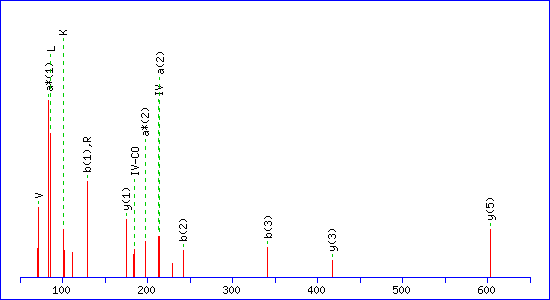 V
a*(1)
L
K
b(1),R
y(1)
IV-CO
a*(2)
IV
a(2)
b(2)
b(3)
y(3)
y(5)
100 200 300 400 500 600